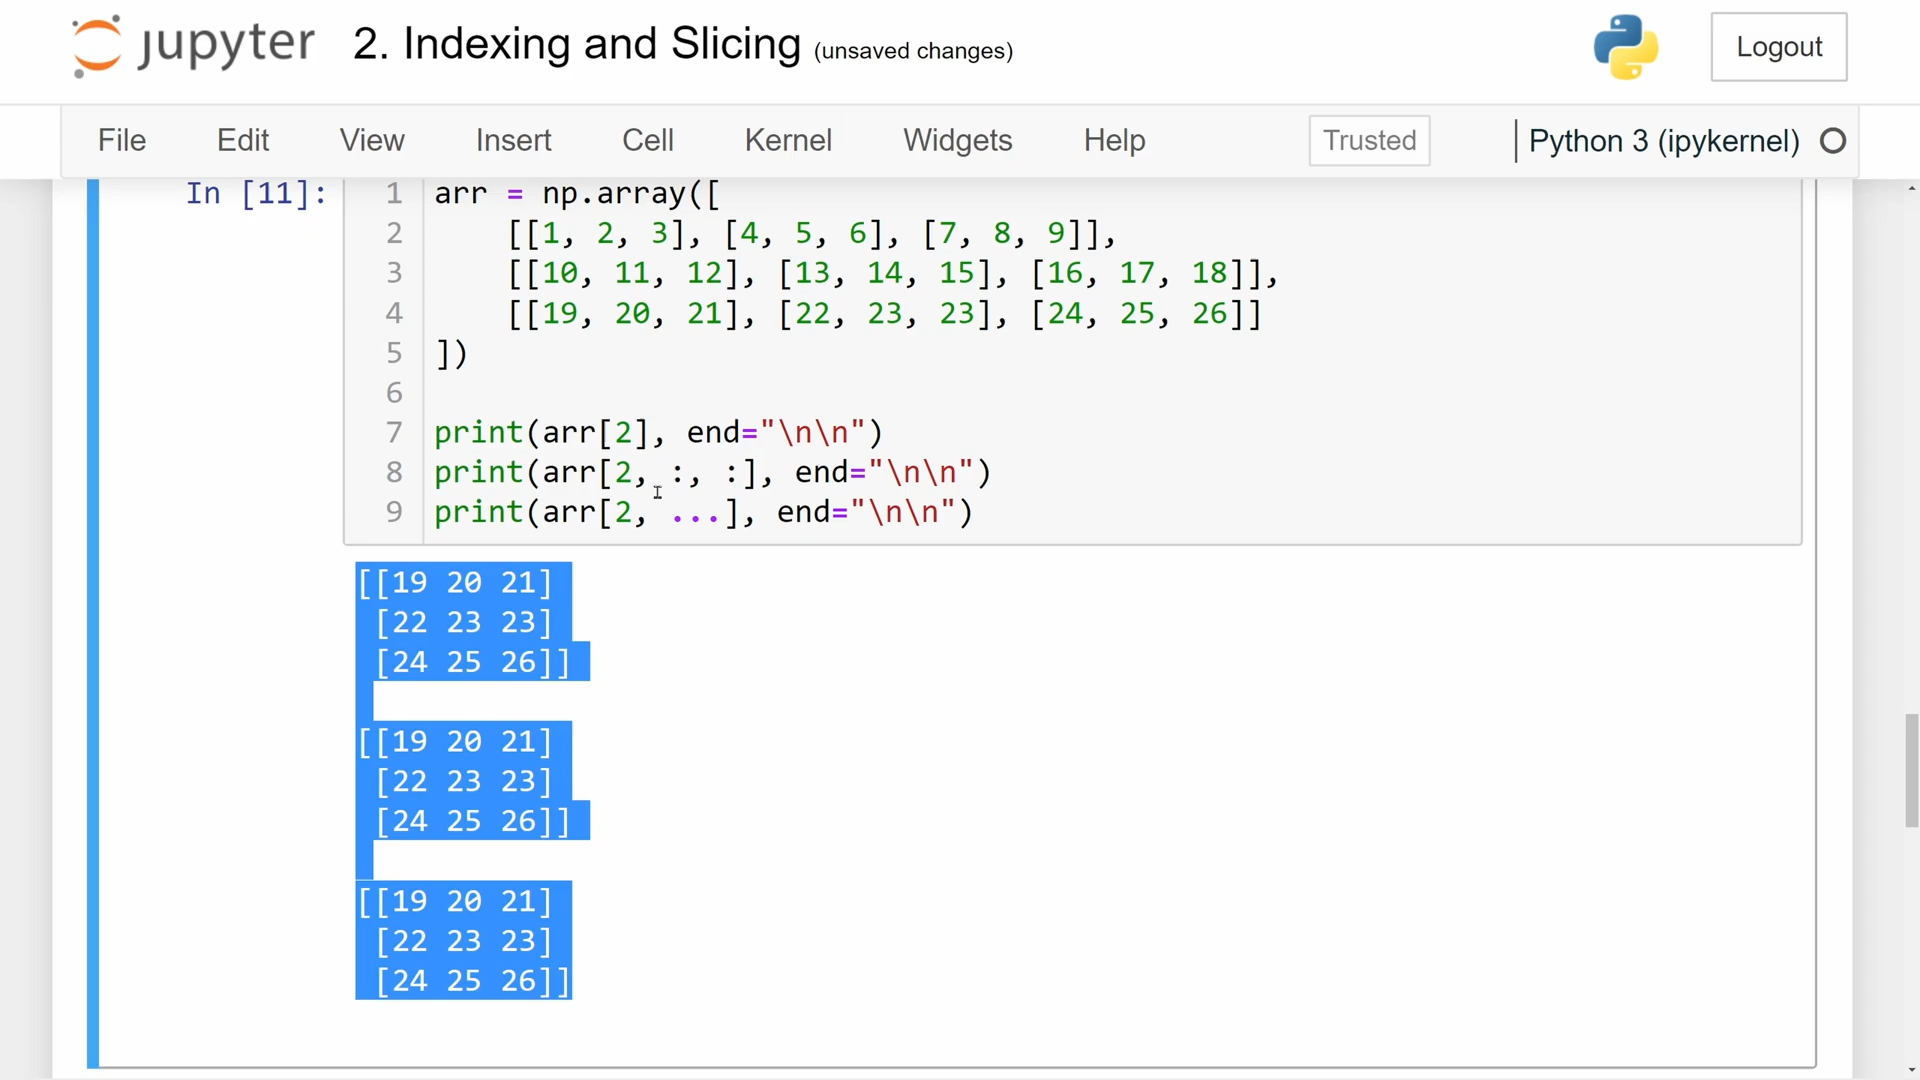 jupyter 2. Indexing and Slicing (unsaved changes) Logout
File Edit View Insert Cell Kernel Widgets Help Trusted Python 3 (ipykernel)
In [11]: 1 arr = np.array([
2     [[1, 2, 3], [4, 5, 6], [7, 8, 9]],
3     [[10, 11, 12], [13, 14, 15], [16, 17, 18]],
4     [[19, 20, 21], [22, 23, 23], [24, 25, 26]]
5 ])
6
7 print(arr[2], end="\n\n")
8 print(arr[2, :, :], end="\n\n")
9 print(arr[2, ...], end="\n\n")
[[19 20 21]
 [22 23 23]
 [24 25 26]]
[[19 20 21]
 [22 23 23]
 [24 25 26]]
[[19 20 21]
 [22 23 23]
 [24 25 26]]